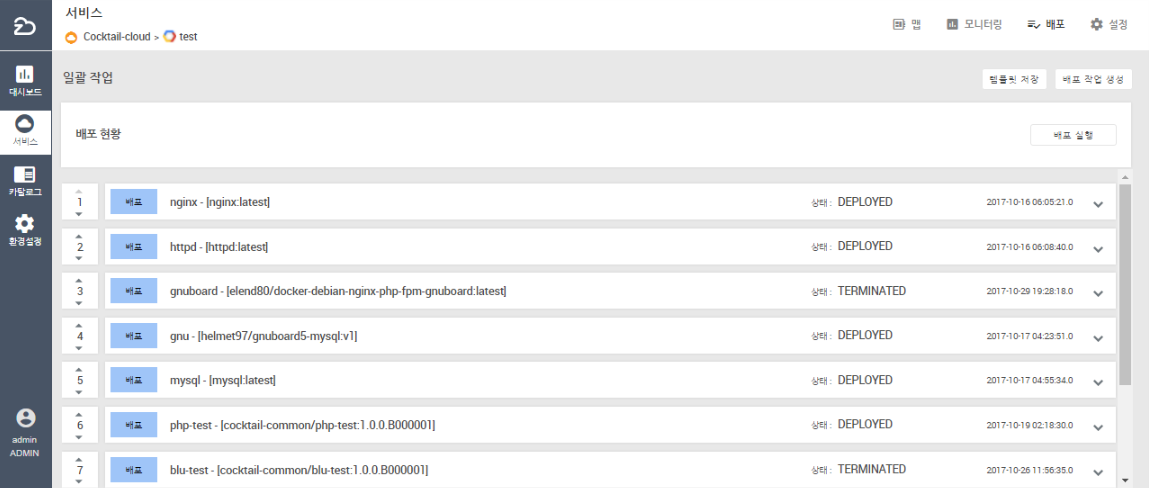 서비스
Cocktail-cloud > test
맵
모니터링
배포
설정
대시보드
서비스
카탈로그
환경설정
admin
ADMIN
일괄 작업
템플릿 저장
배포 작업 생성
배포 현황
배포 실행
1 배포 nginx - [nginx:latest] 상태 : DEPLOYED 2017-10-16 06:05:21.0
2 배포 httpd - [httpd:latest] 상태 : DEPLOYED 2017-10-16 06:08:40.0
3 배포 gnuboard - [elend80/docker-debian-nginx-php-fpm-gnuboard:latest] 상태 : TERMINATED 2017-10-29 19:28:18.0
4 배포 gnu - [helmet97/gnuboard5-mysql:v1] 상태 : DEPLOYED 2017-10-17 04:23:51.0
5 배포 mysql - [mysql:latest] 상태 : DEPLOYED 2017-10-17 04:55:34.0
6 배포 php-test - [cocktail-common/php-test:1.0.0.B000001] 상태 : DEPLOYED 2017-10-19 02:18:30.0
7 배포 blu-test - [cocktail-common/blu-test:1.0.0.B000001] 상태 : TERMINATED 2017-10-26 11:56:35.0